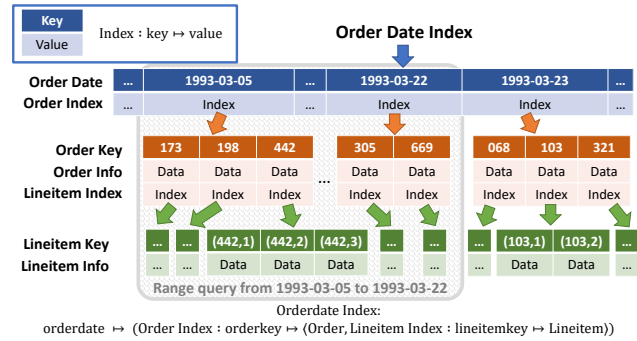 Key
Value
Index : key ↦ value
Order Date Index
Order Date ... 1993-03-05 ... 1993-03-22 1993-03-23 ...
Order Index ... Index ... Index Index ...
Order Key 173 198 442 305 669 068 103 321
Order Info Data Data Data ... Data Data Data Data Data
Lineitem Index Index Index Index Index Index Index Index Index
Lineitem Key ... ... (442,1) (442,2) (442,3) ... ... ... (103,1) (103,2) ...
Lineitem Info ... ... Data Data Data ... ... ... Data Data ...
Range query from 1993-03-05 to 1993-03-22
Orderdate Index:
orderdate ↦ (Order Index : orderkey ↦ ⟨Order, Lineitem Index : lineitemkey ↦ Lineitem⟩)